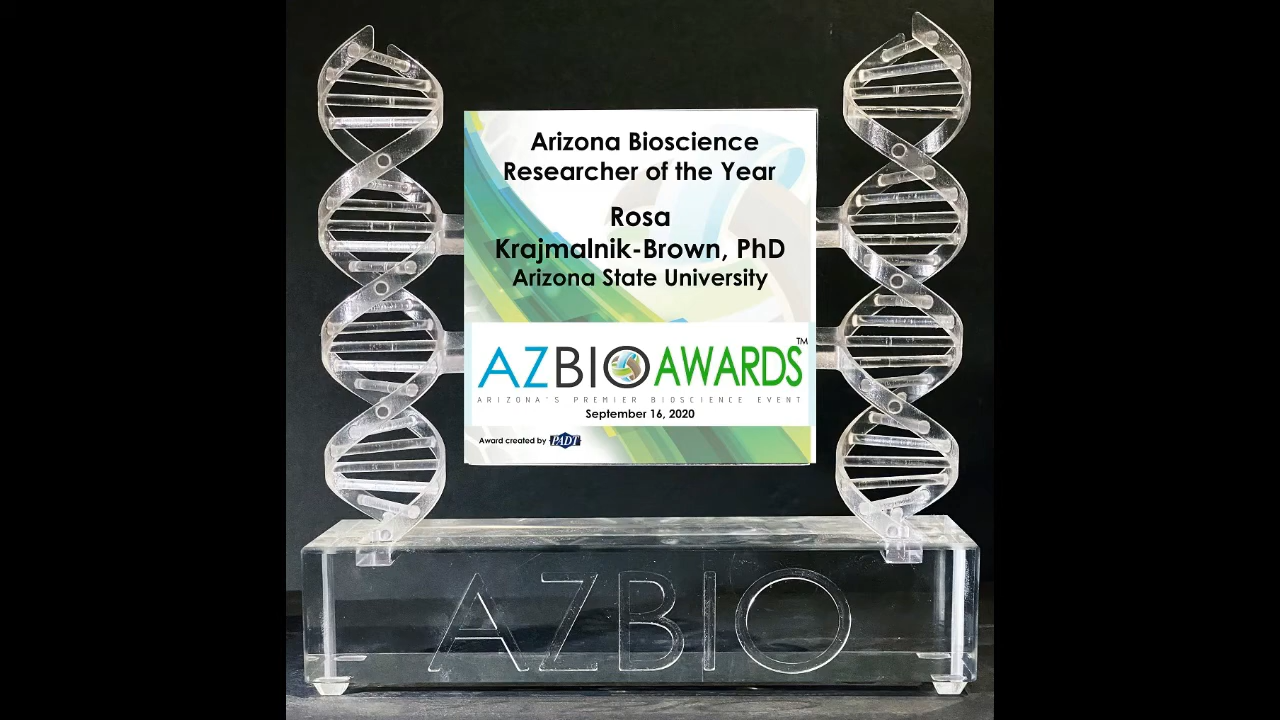 Arizona Bioscience
Researcher of the Year
Rosa
Krajmalnik-Brown, PhD
Arizona State University
AZBIO AWARDS™
ARIZONA'S PREMIER BIOSCIENCE EVENT
September 16, 2020
Award created by PADT
AZBIO